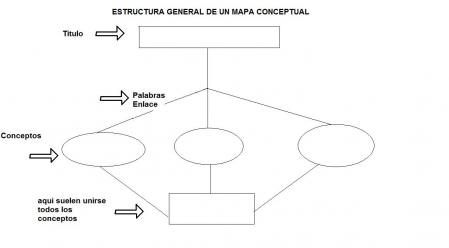 ESTRUCTURA GENERAL DE UN MAPA CONCEPTUAL
Titulo
Palabras
Enlace
Conceptos
aqui suelen unirse
todos los
conceptos